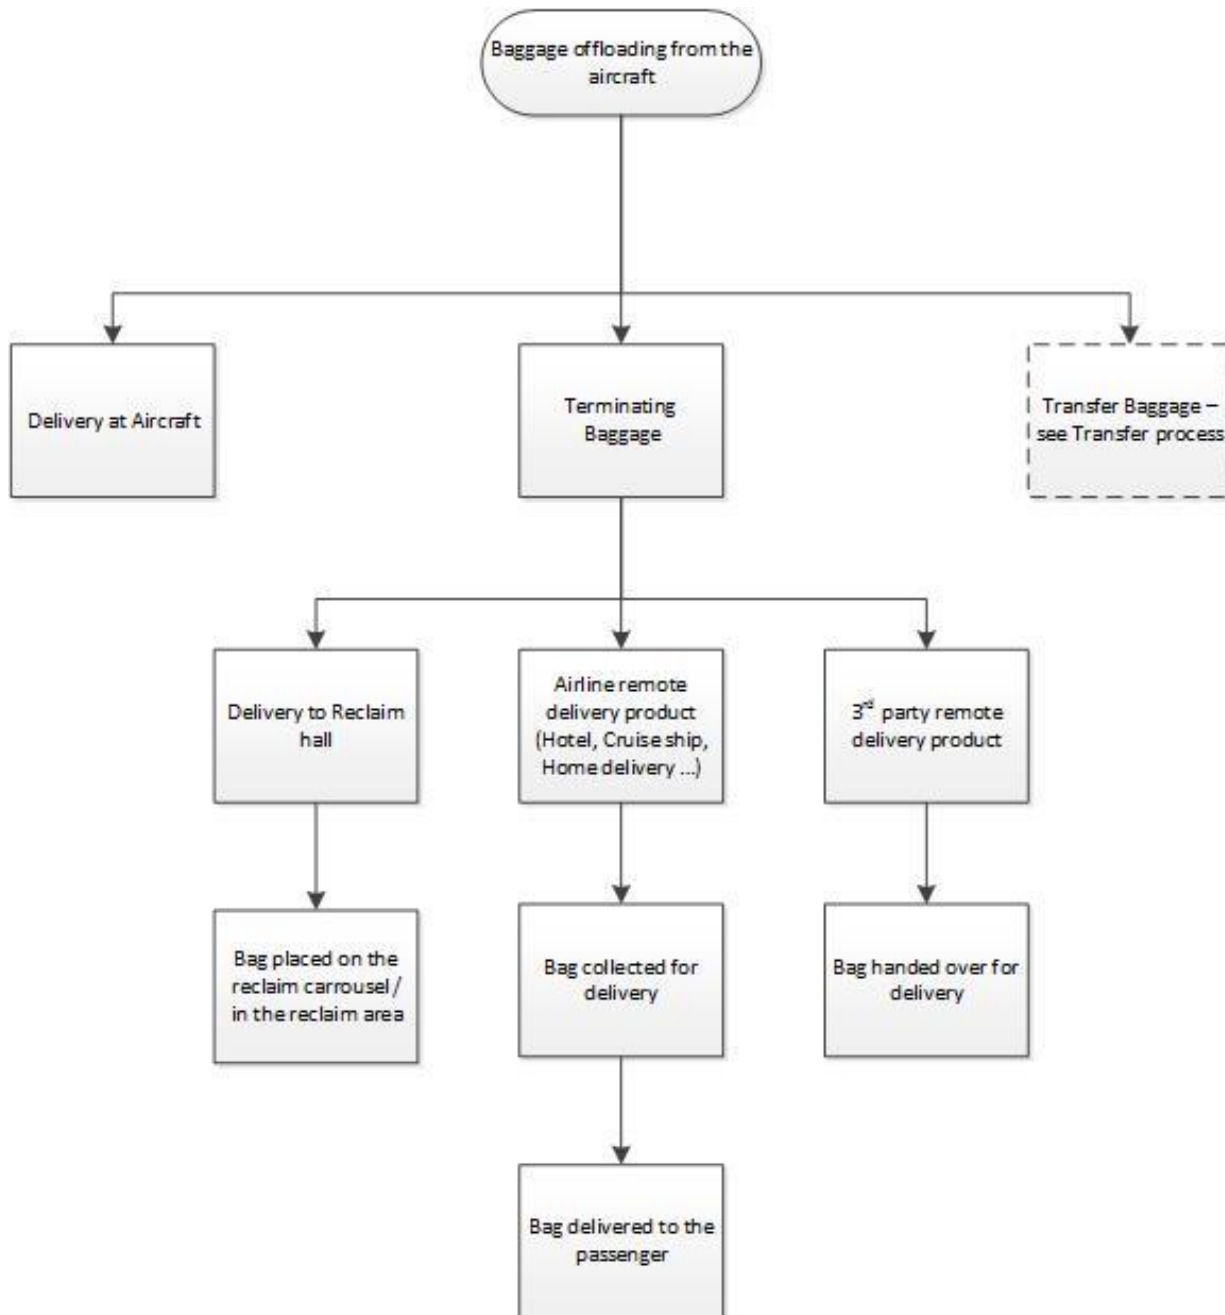 Baggage offloading from the
aircraft
Delivery at Aircraft
Terminating
Baggage
Transfer Baggage –
see Transfer process
Delivery to Reclaim
hall
Airline remote
delivery product
(Hotel, Cruise ship,
Home delivery ...)
3rd party remote
delivery product
Bag placed on the
reclaim carrousel /
in the reclaim area
Bag collected for
delivery
Bag handed over for
delivery
Bag delivered to the
passenger